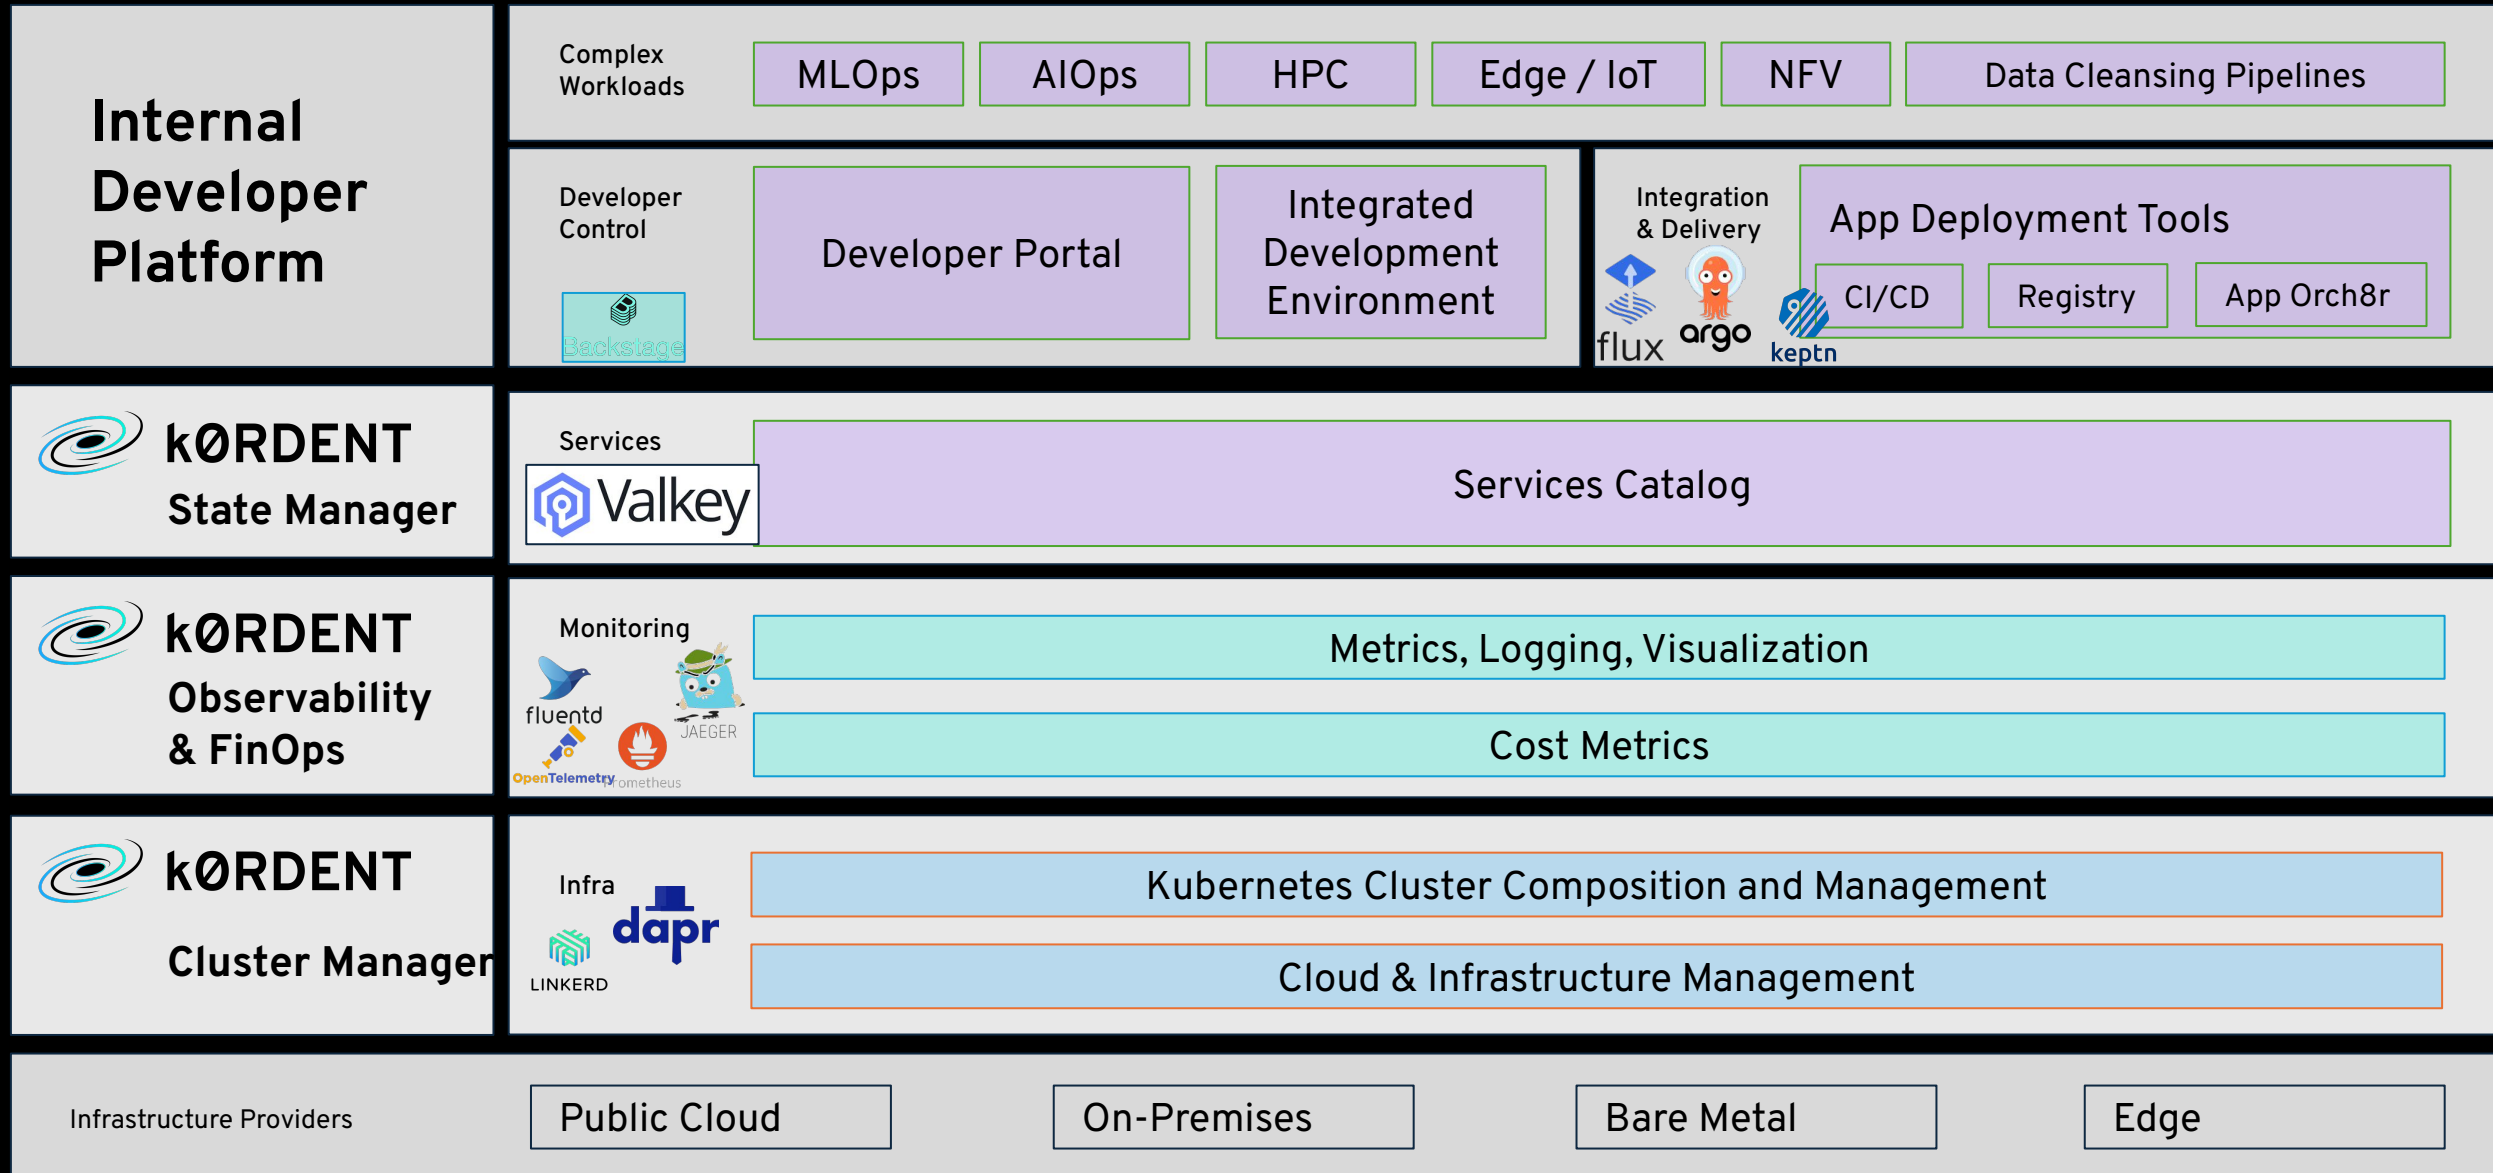 Internal
Developer
Platform
Complex
Workloads
MLOps
AIOps
HPC
Edge / IoT
NFV
Data Cleansing Pipelines
Developer
Control
Backstage
Developer Portal
Integrated
Development
Environment
Integration
& Delivery
flux
argo
keptn
App Deployment Tools
CI/CD
Registry
App Orch8r
kØRDENT
State Manager
Services
Valkey
Services Catalog
kØRDENT
Observability
& FinOps
Monitoring
fluentd
JAEGER
OpenTelemetry
Prometheus
Metrics, Logging, Visualization
Cost Metrics
kØRDENT
Cluster Manager
Infra
dapr
LINKERD
Kubernetes Cluster Composition and Management
Cloud & Infrastructure Management
Infrastructure Providers
Public Cloud
On-Premises
Bare Metal
Edge